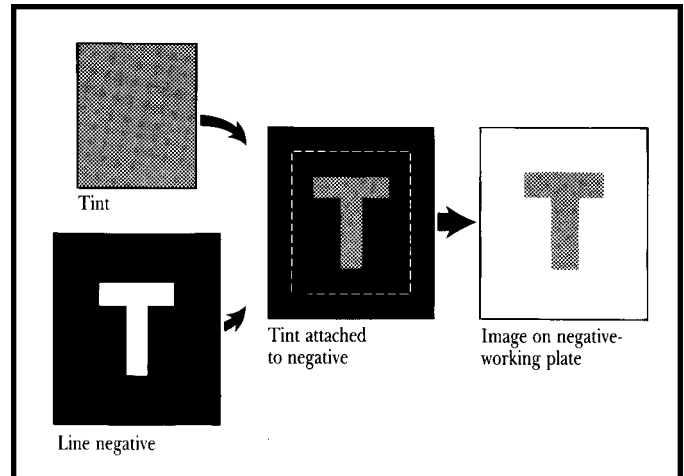 Tint
T
T
T
Tint attached
to negative
Image on negative-
working plate
Line negative